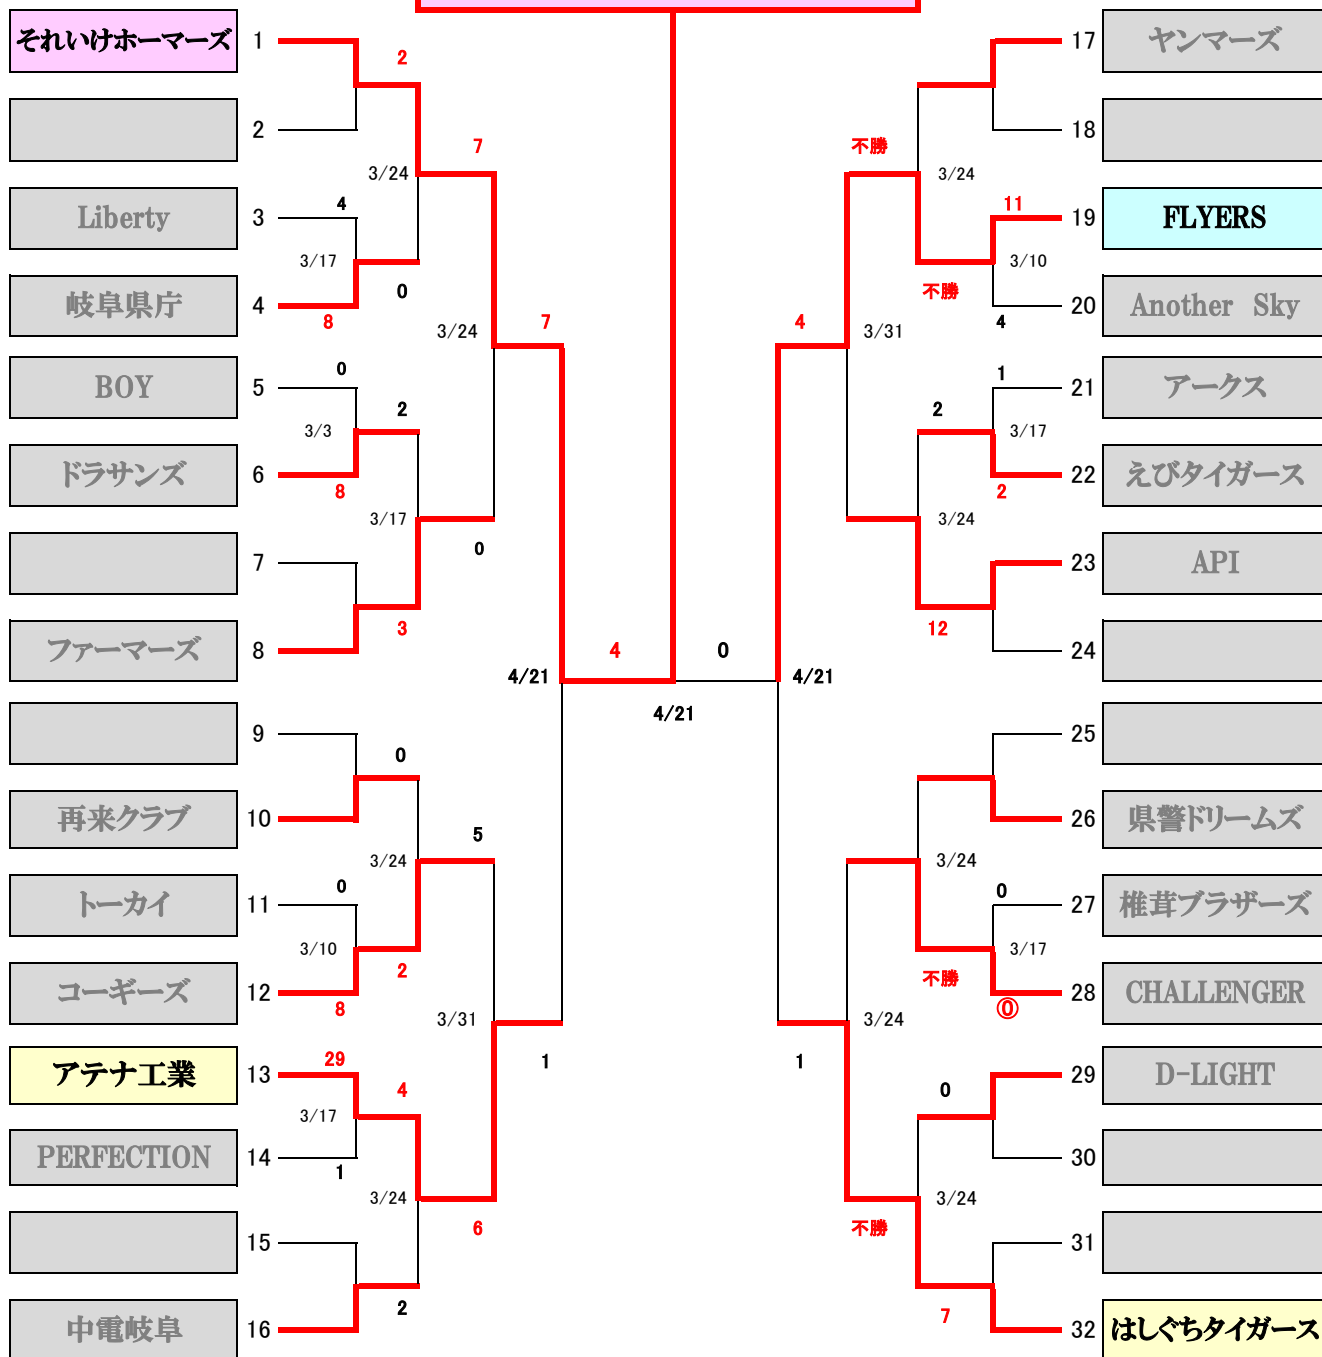 それいけホーマーズ 1
2
2
7
3/24
Liberty 3
4
3/17
岐阜県庁 4
8
0
3/24
7
BOY 5
0
3/3
2
ドラサンズ 6
8
3/17
0
7
ファーマーズ 8
3
4/21
4
9
0
再来クラブ 10
5
3/24
トーカイ 11
0
3/10
コーギーズ 12
8
2
3/31
1
アテナ工業 13
29
3/17
4
PERFECTION 14
1
3/24
6
15
中電岐阜 16
2
4/21
0
4/21
17 ヤンマーズ
18
不勝
3/24
19 FLYERS
11
3/10
不勝
20 Another Sky
4
4
3/31
21 アークス
1
3/17
2
22 えびタイガース
2
3/24
23 API
12
24
25
26 県警ドリームズ
3/24
27 椎茸ブラザーズ
0
3/17
不勝
28 CHALLENGER
⓪
3/24
1
29 D-LIGHT
0
30
3/24
不勝
31
7
32 はしぐちタイガース